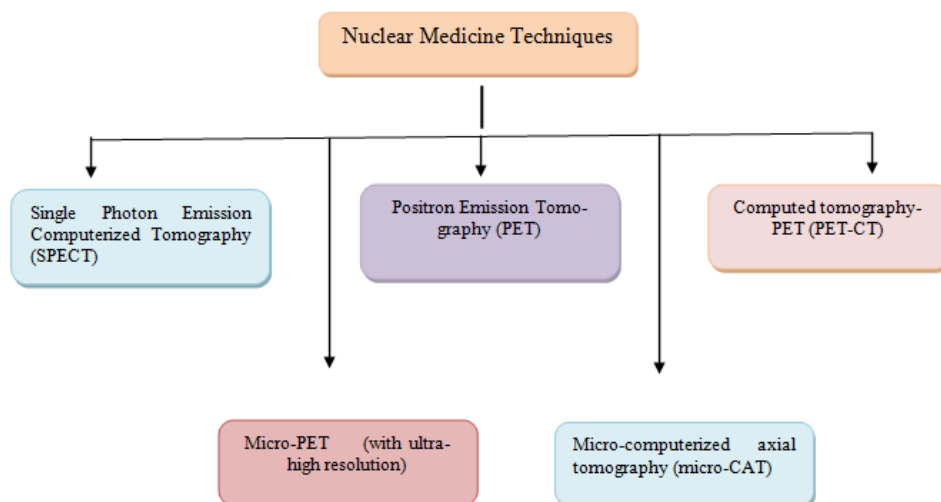 Nuclear Medicine Techniques
Single Photon Emission
Computerized Tomography
(SPECT)
Positron Emission Tomo-
graphy (PET)
Computed tomography-
PET (PET-CT)
Micro-PET (with ultra-
high resolution)
Micro-computerized axial
tomography (micro-CAT)